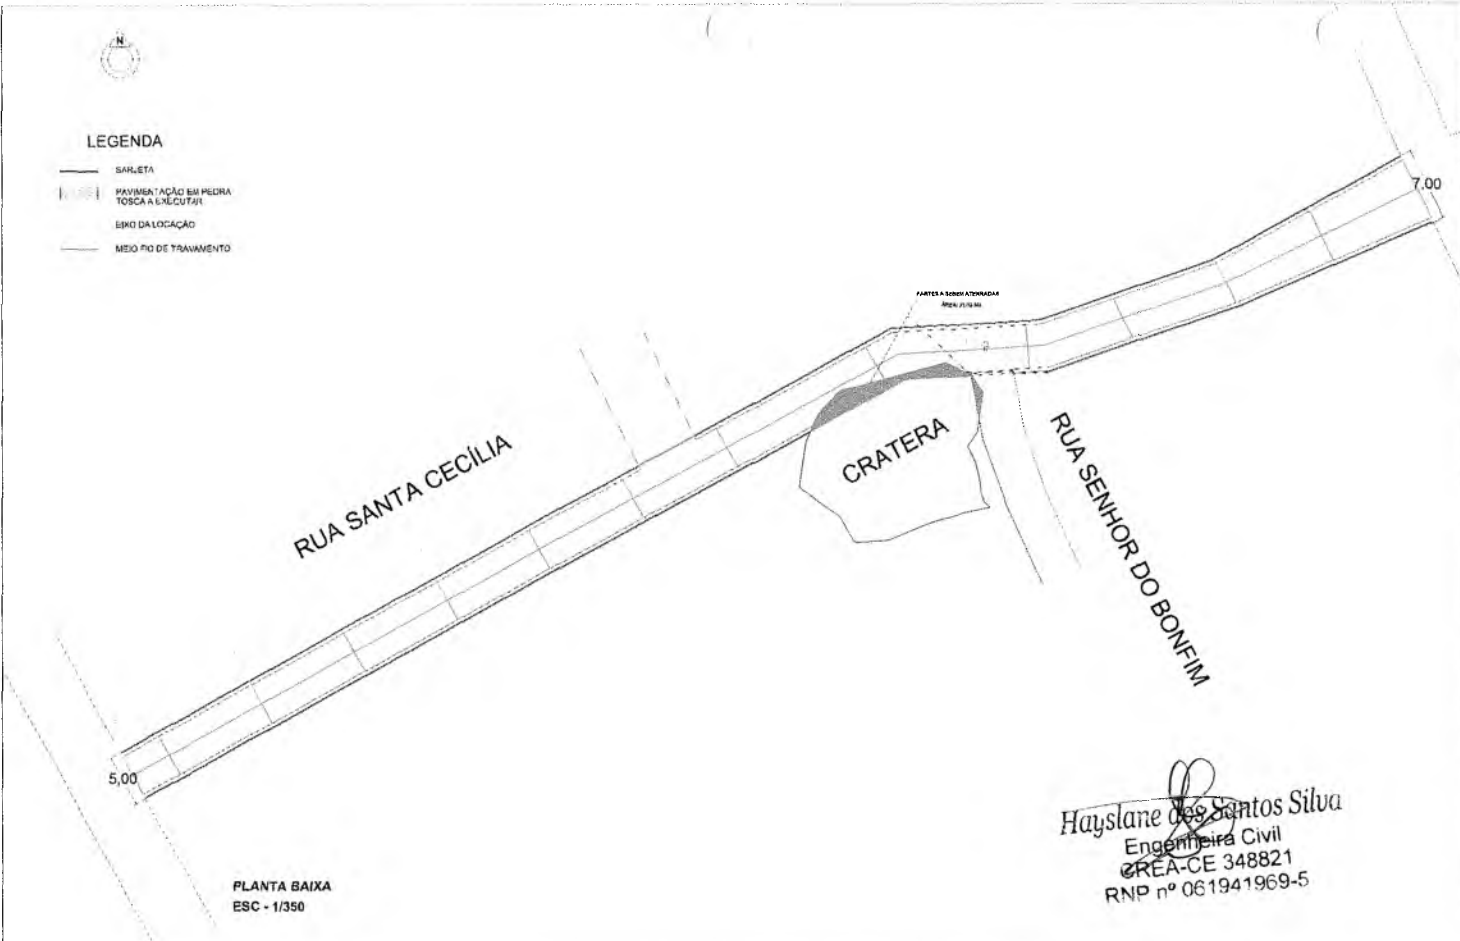 N
LEGENDA
SARJETA
PAVIMENTAÇÃO EM PEDRA
TOSCA A EXECUTAR
EIXO DA LOCAÇÃO
MEIO FIO DE TRAVAMENTO
7.00
PARTES A SEREM ATERRADAS
RUA SANTA CECÍLIA
CRATERA
RUA SENHOR DO BONFIM
5,00
PLANTA BAIXA
ESC - 1/350
Hayslane dos Santos Silva
Engenheira Civil
CREA-CE 348821
RNP nº 061941969-5